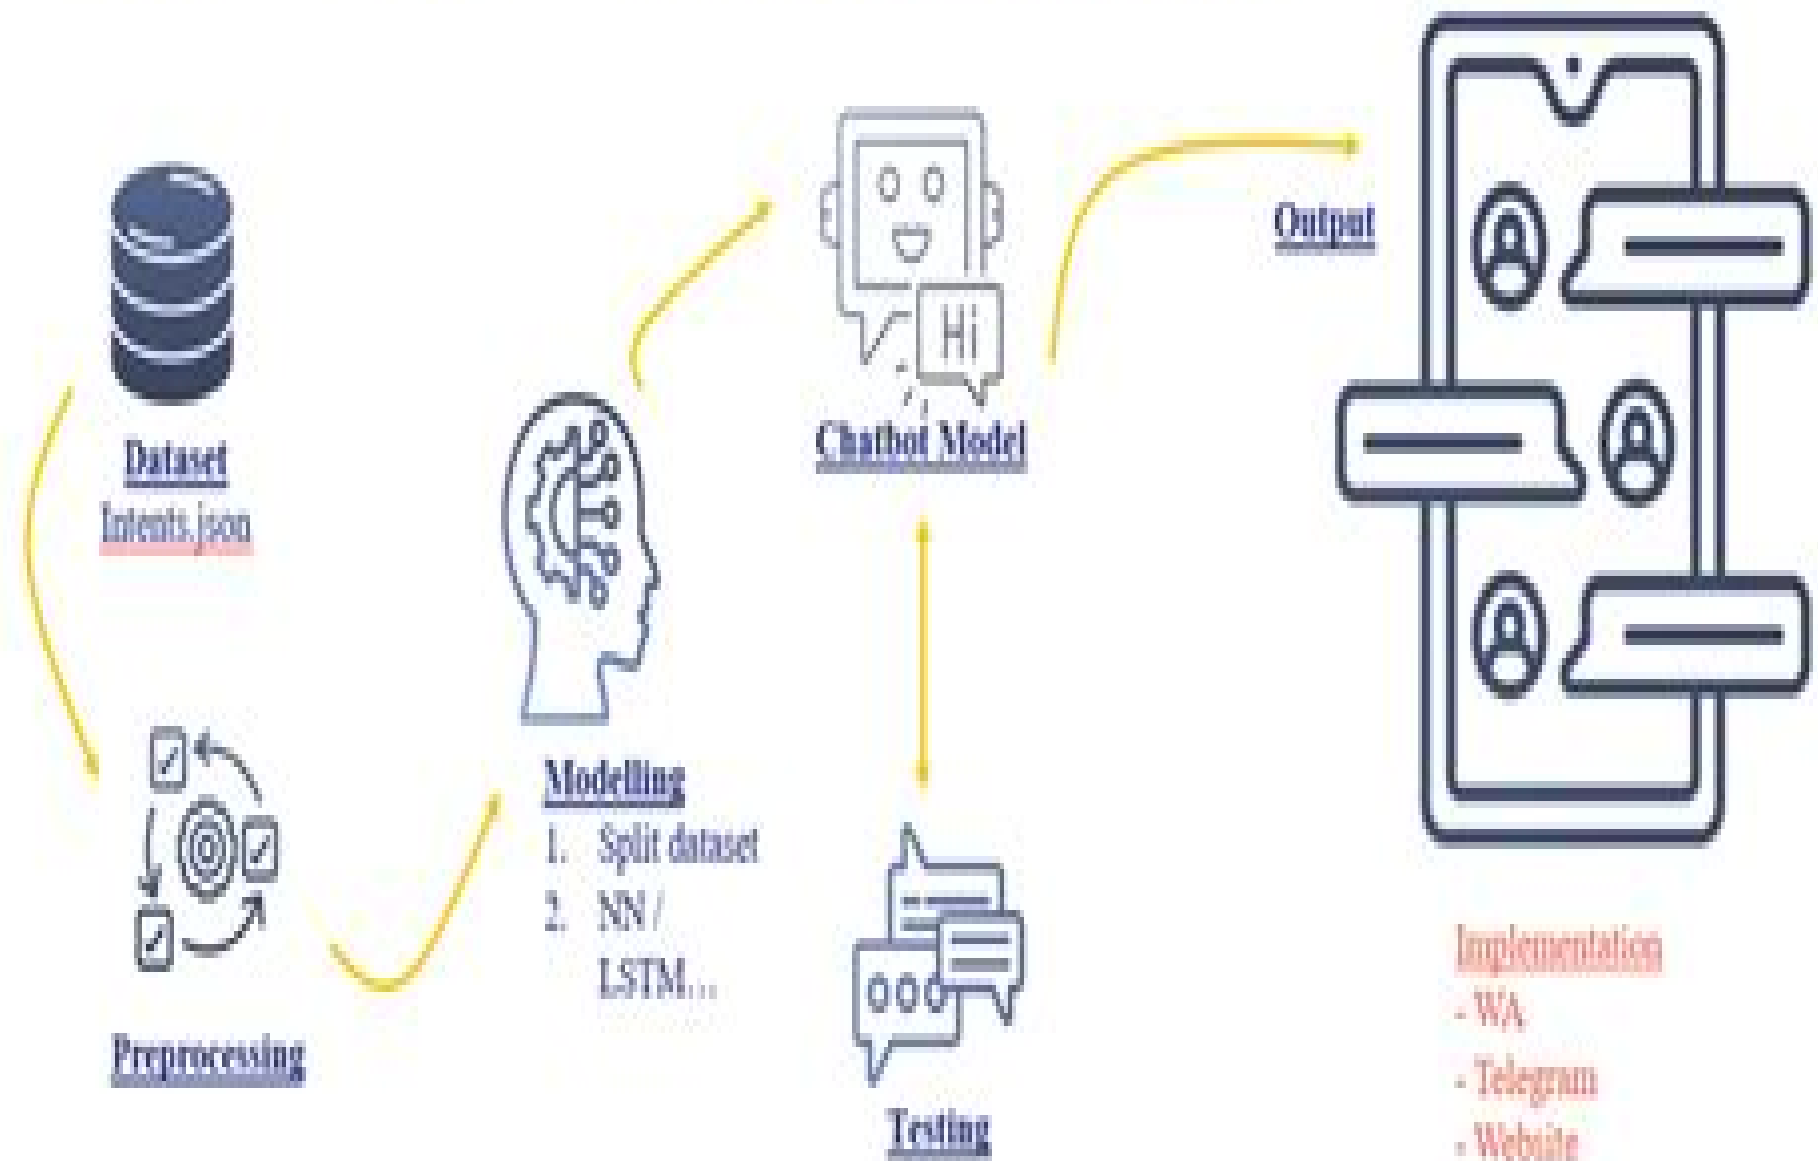 Dataset
Intents.json
Preprocessing
Modelling
1. Split dataset
2. NN /
LSTM...
Hi
Chatbot Model
Testing
Output
Implementation
- WA
- Telegram
- Website